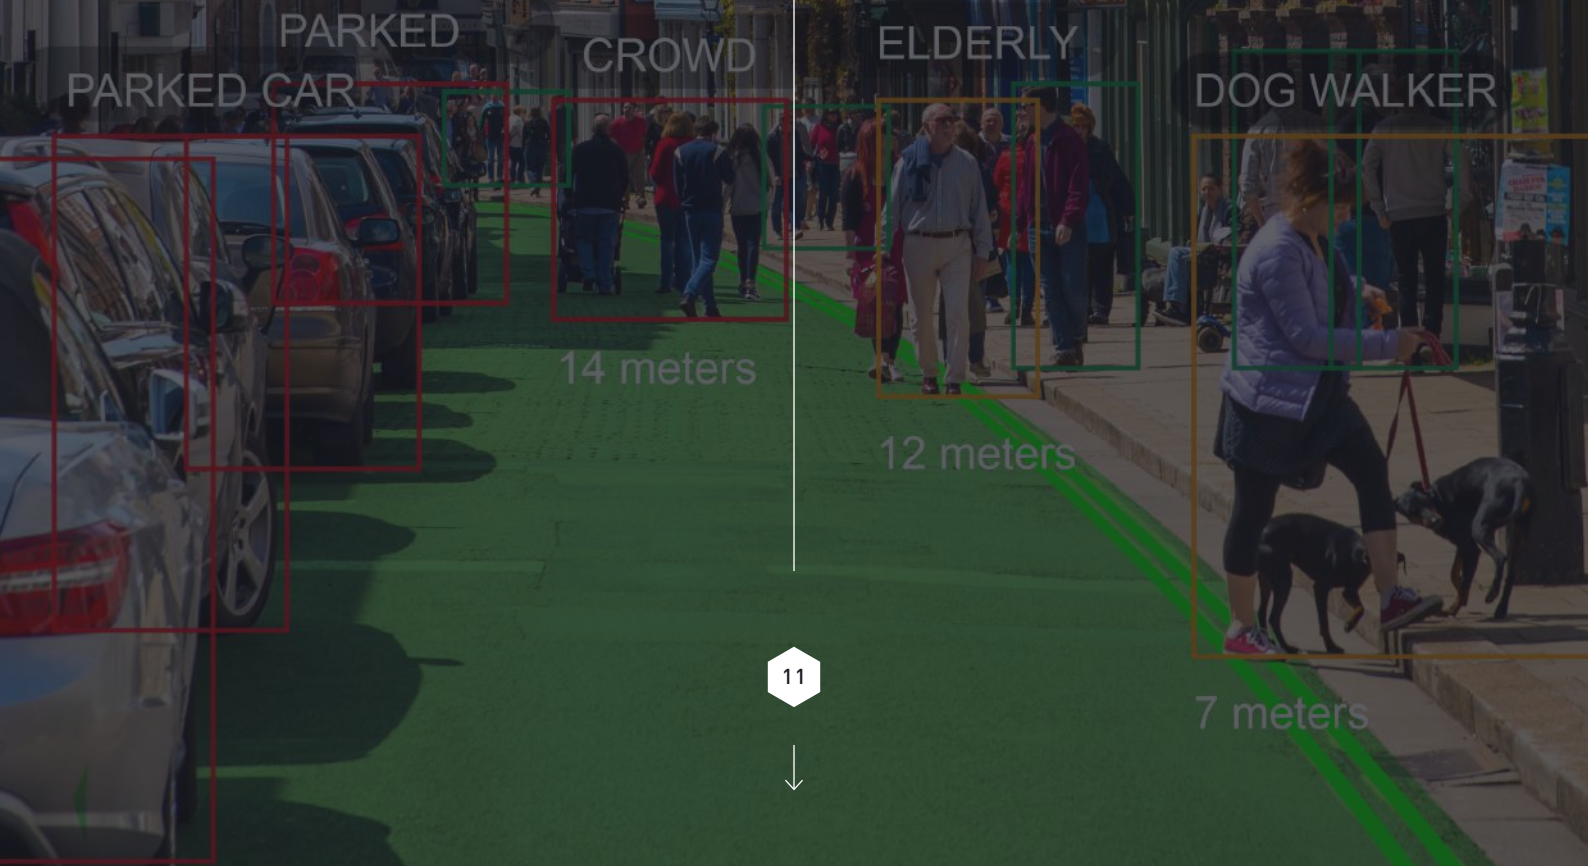 PARKED
CROWD
ELDERLY
PARKED CAR
DOG WALKER
14 meters
12 meters
11
7 meters